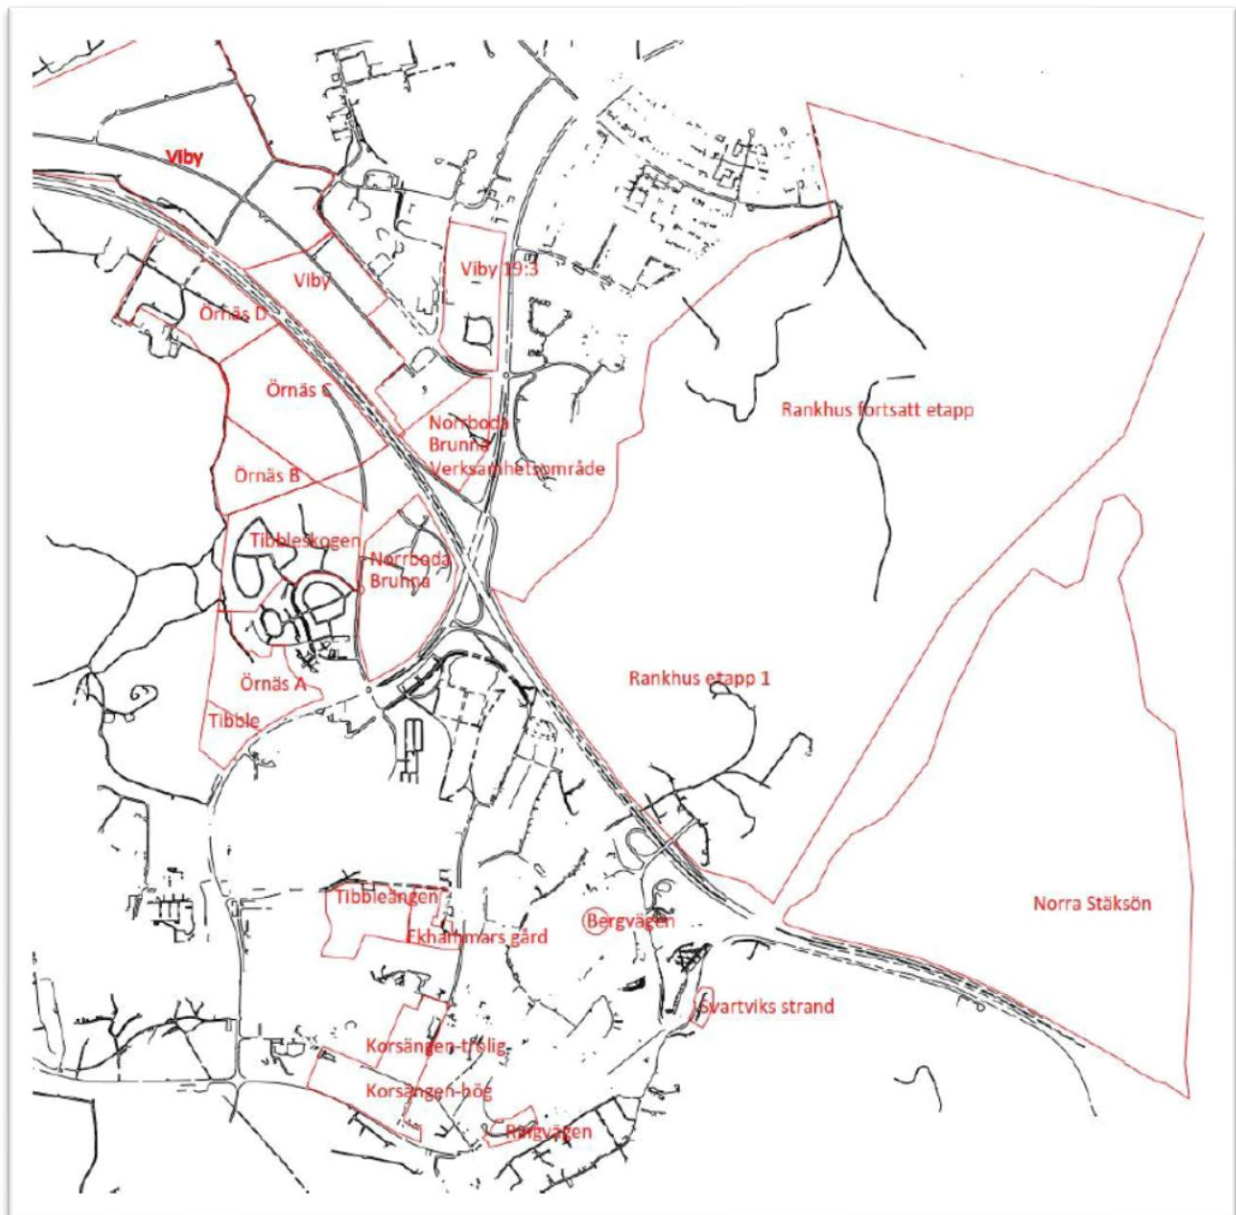 Viby
Viby
Viby 19:3
Örnäs D
Örnäs C
Rankhus fortsatt etapp
Norrboda
Brunna
Verksamhetsområde
Örnäs B
Tibbleskogen
Norrboda
Brunna
Rankhus etapp 1
Örnäs A
Tibble
Tibbleängen
Norra Stäksön
Bergvägen
Ekhammars gård
Svartviks strand
Korsängen-trolig
Korsängen-hög
Ringvägen